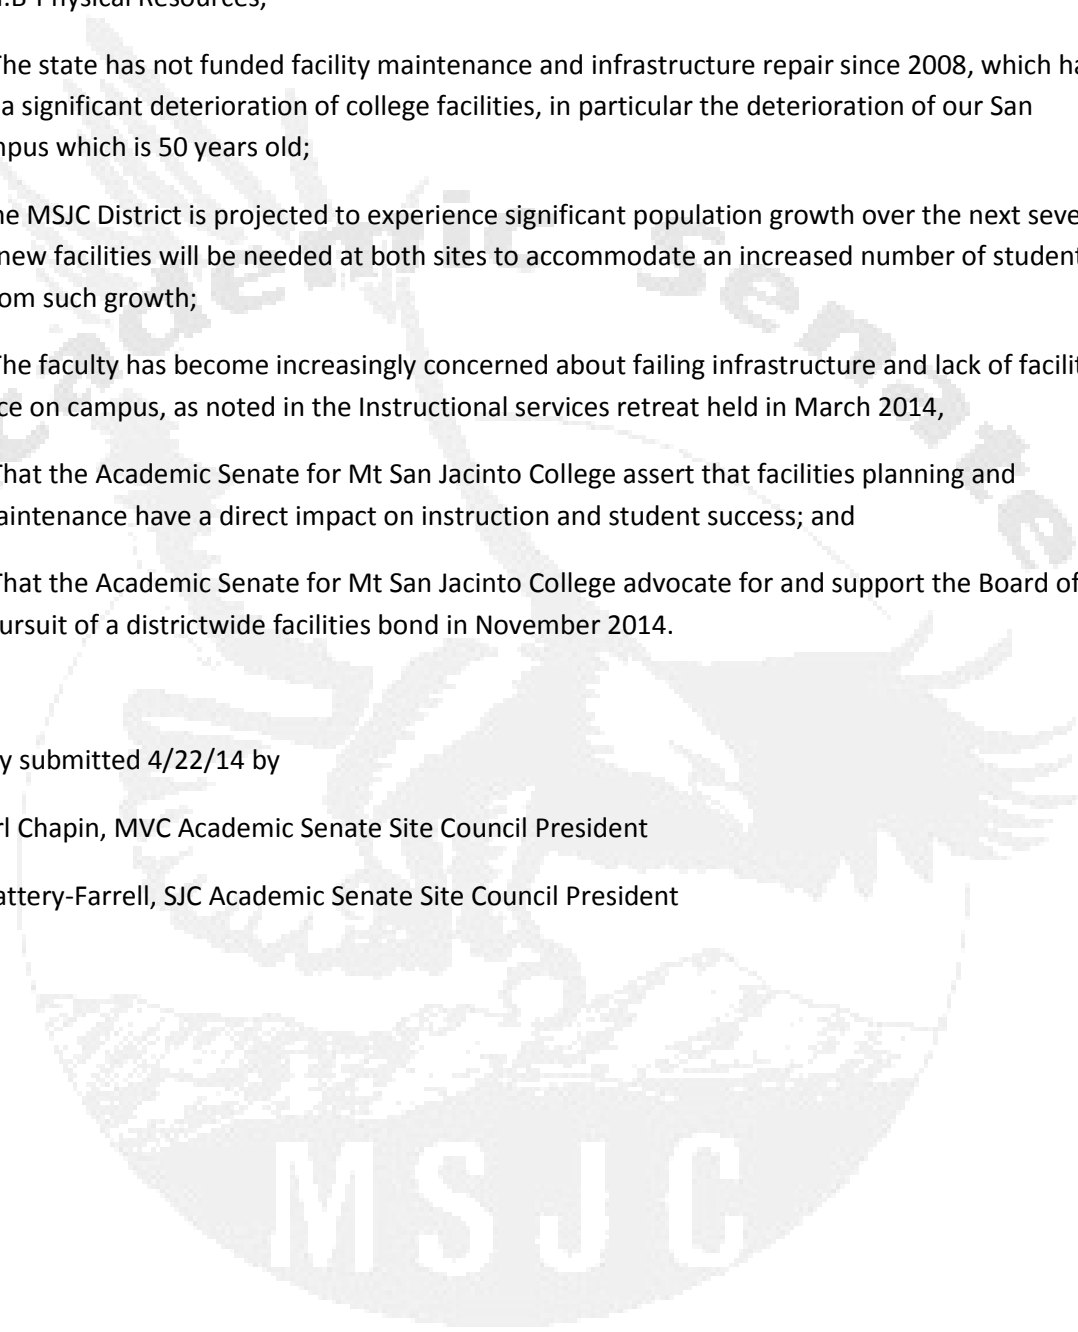 .B Physical Resources;
The state has not funded facility maintenance and infrastructure repair since 2008, which ha
a significant deterioration of college facilities, in particular the deterioration of our San
mpus which is 50 years old;
he MSJC District is projected to experience significant population growth over the next seve
new facilities will be needed at both sites to accommodate an increased number of student
om such growth;
The faculty has become increasingly concerned about failing infrastructure and lack of facilit
ce on campus, as noted in the Instructional services retreat held in March 2014,
That the Academic Senate for Mt San Jacinto College assert that facilities planning and
aintenance have a direct impact on instruction and student success; and
That the Academic Senate for Mt San Jacinto College advocate for and support the Board of
ursuit of a districtwide facilities bond in November 2014.
y submitted 4/22/14 by
rl Chapin, MVC Academic Senate Site Council President
attery-Farrell, SJC Academic Senate Site Council President
cademic Senate
MSJC